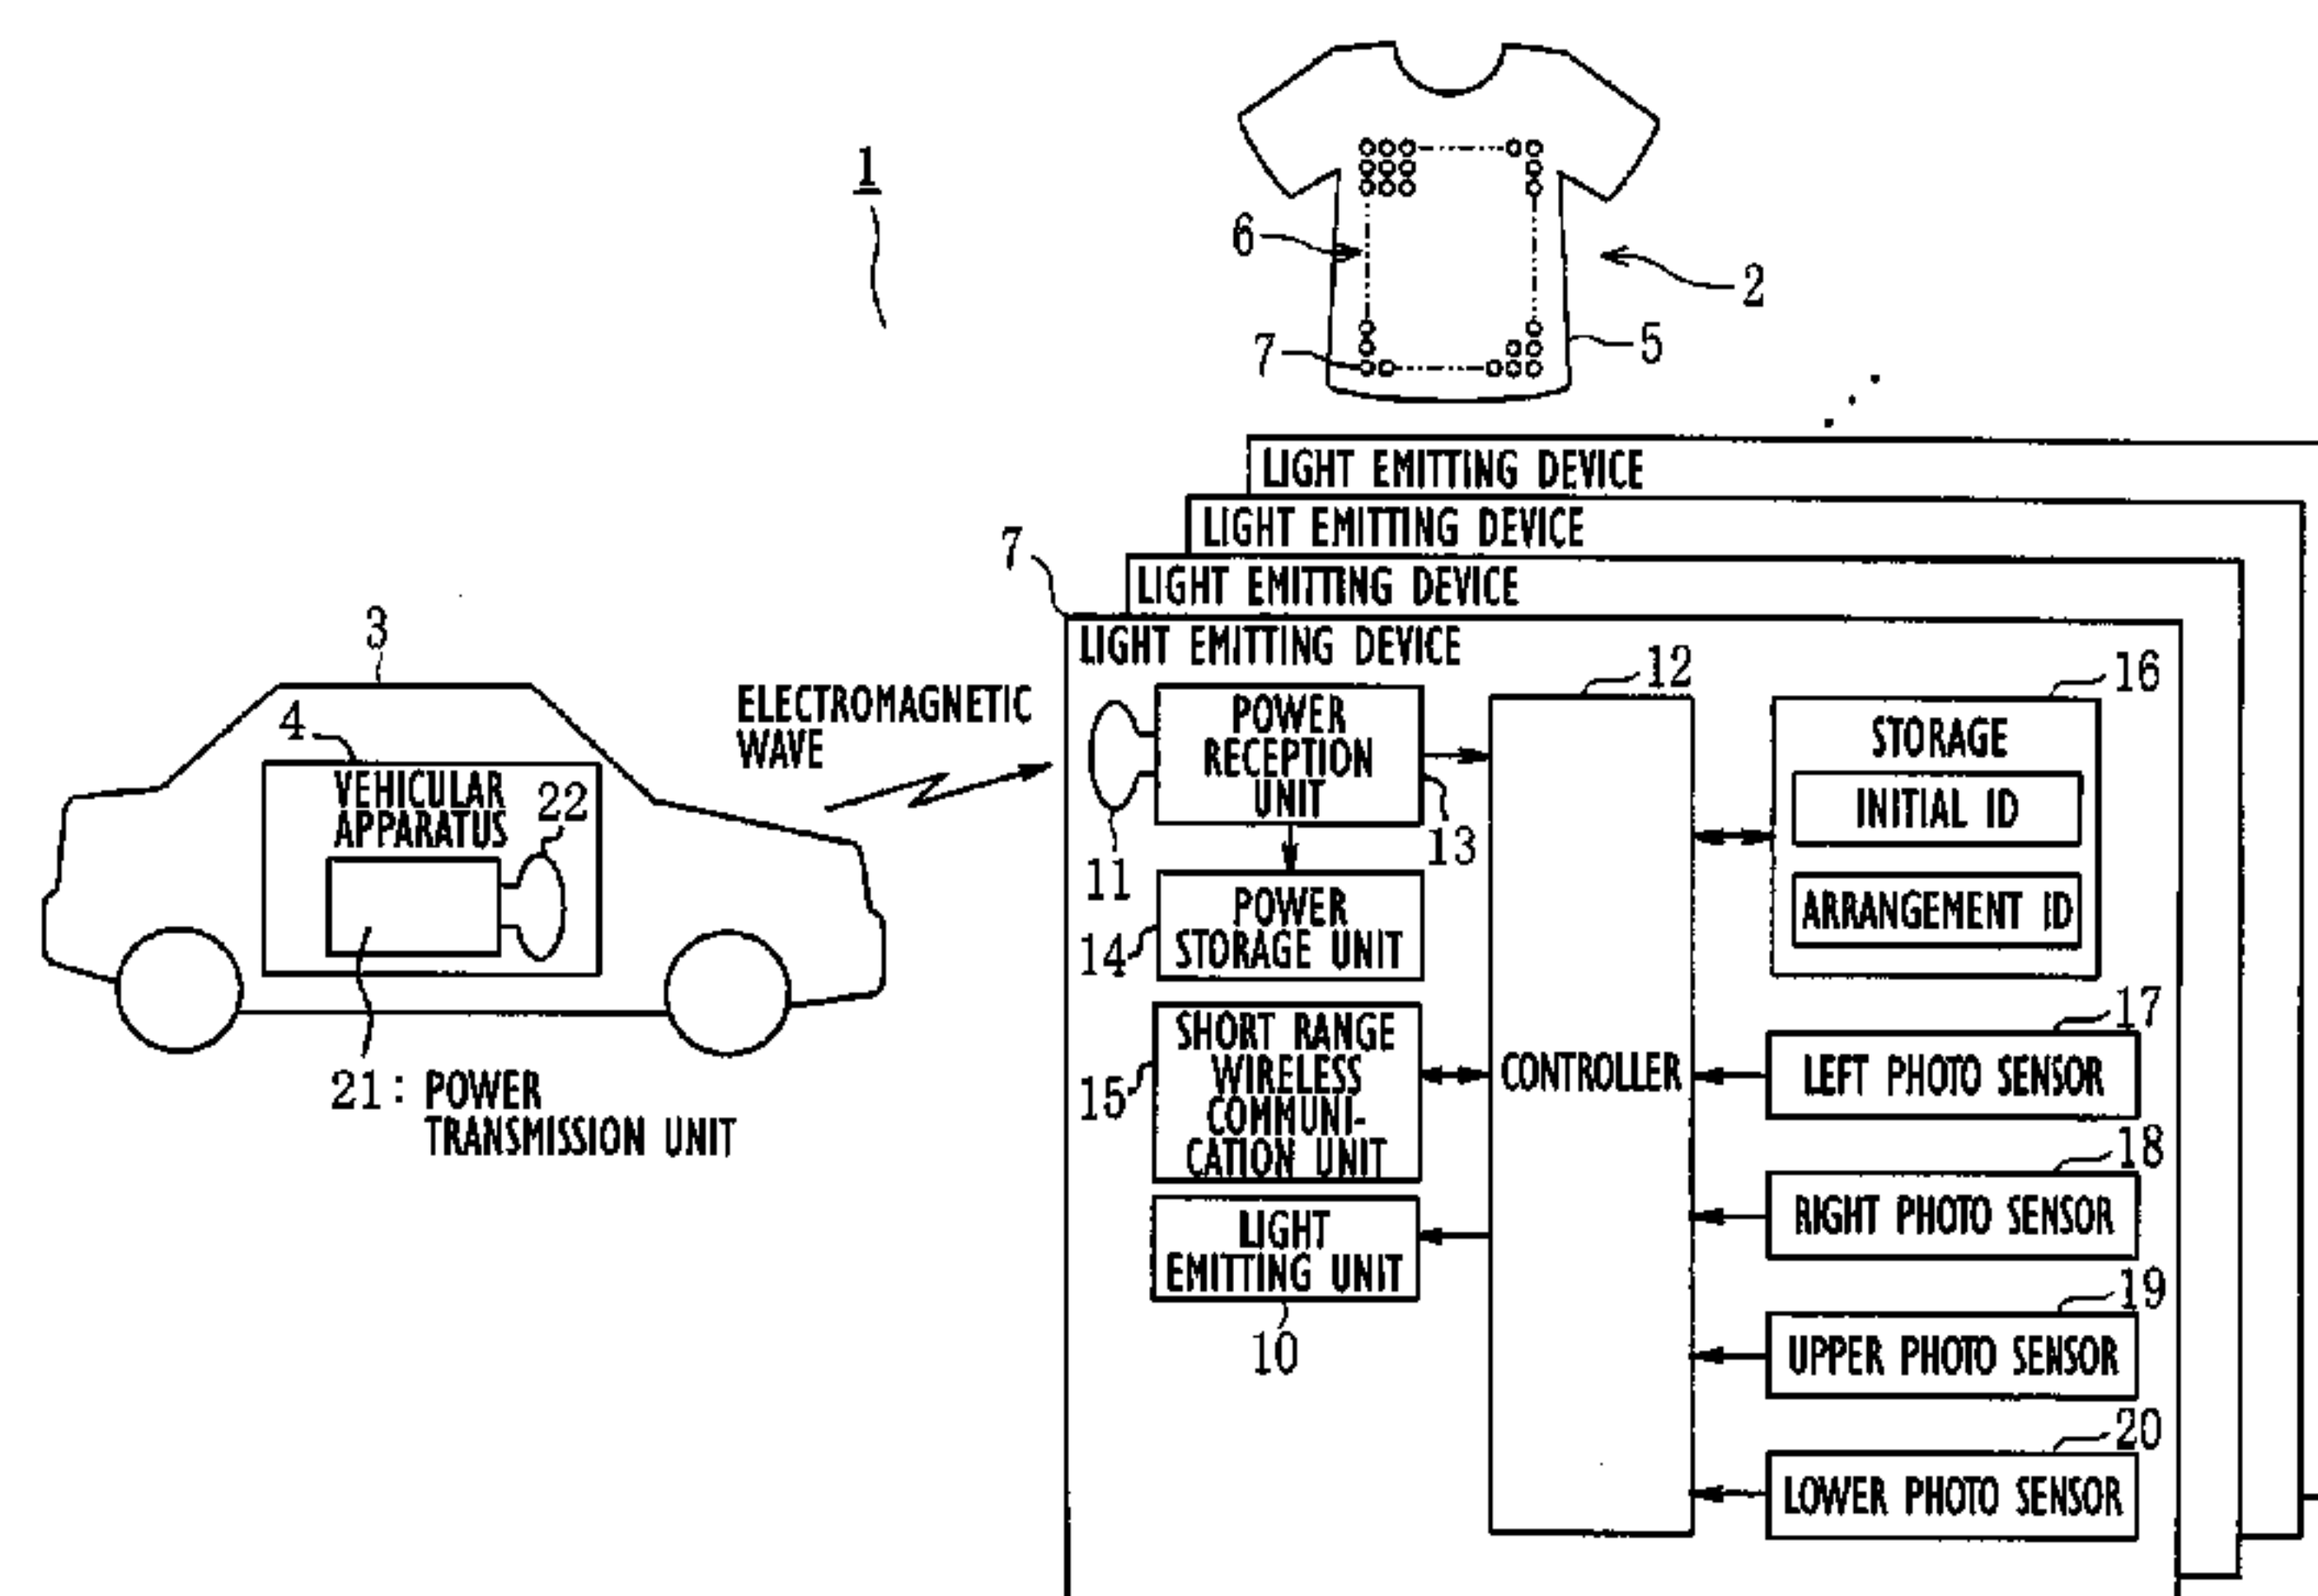 1
6
2
7
5
LIGHT EMITTING DEVICE
LIGHT EMITTING DEVICE
LIGHT EMITTING DEVICE
7
LIGHT EMITTING DEVICE
3
4
VEHICULAR
APPARATUS
22
21: POWER
TRANSMISSION UNIT
ELECTROMAGNETIC
WAVE
11
POWER
RECEPTION
UNIT
13
POWER
STORAGE UNIT
14
SHORT RANGE
WIRELESS
COMMUNI-
CATION UNIT
15
LIGHT
EMITTING UNIT
10
12
CONTROLLER
16
STORAGE
INITIAL ID
ARRANGEMENT ID
17
LEFT PHOTO SENSOR
18
RIGHT PHOTO SENSOR
19
UPPER PHOTO SENSOR
20
LOWER PHOTO SENSOR